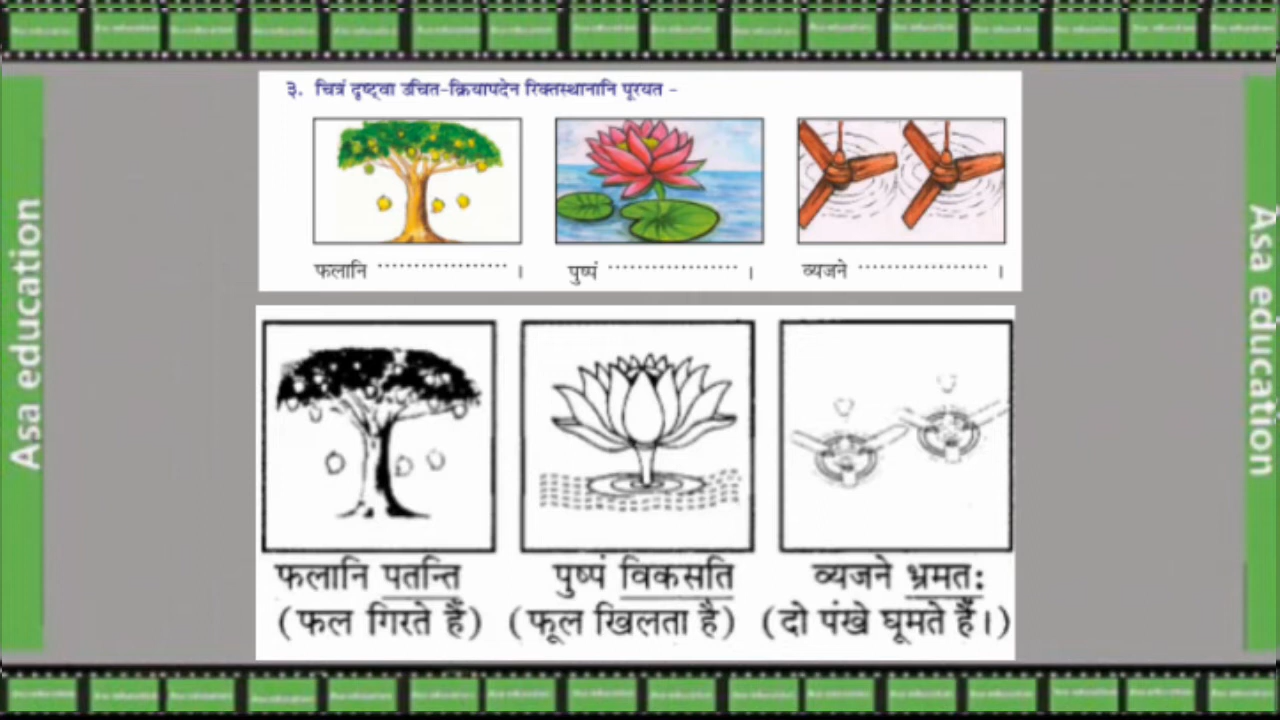 ३. चित्रं दृष्ट्वा उचित-क्रियापदेन रिक्तस्थानानि पूरयत -
फलानि ................... । पुष्पं ................... । व्यजने ................... ।
फलानि पतन्ति पुष्पं विकसति व्यजने भ्रमतः
(फल गिरते हैं) (फूल खिलता है) (दो पंखे घूमते हैं।)
Asa education
Asa education